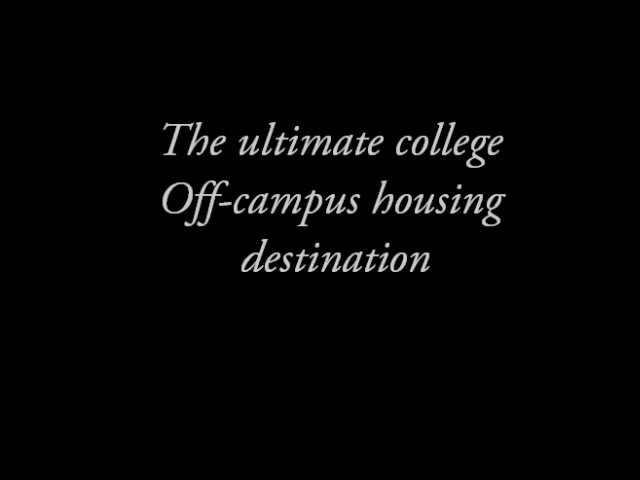 The ultimate college
Off-campus housing
destination